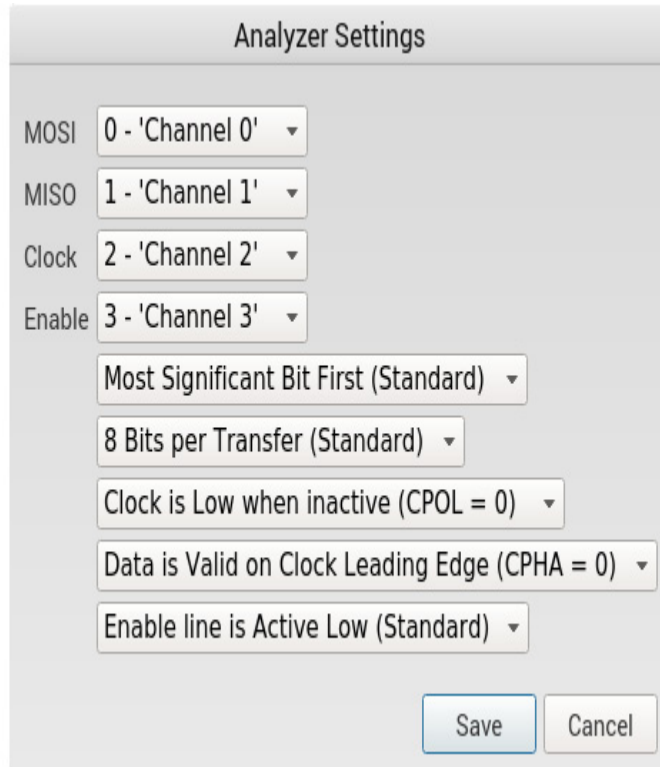 Analyzer Settings
MOSI 0 - 'Channel 0'
MISO 1 - 'Channel 1'
Clock 2 - 'Channel 2'
Enable 3 - 'Channel 3'
Most Significant Bit First (Standard)
8 Bits per Transfer (Standard)
Clock is Low when inactive (CPOL = 0)
Data is Valid on Clock Leading Edge (CPHA = 0)
Enable line is Active Low (Standard)
Save Cancel